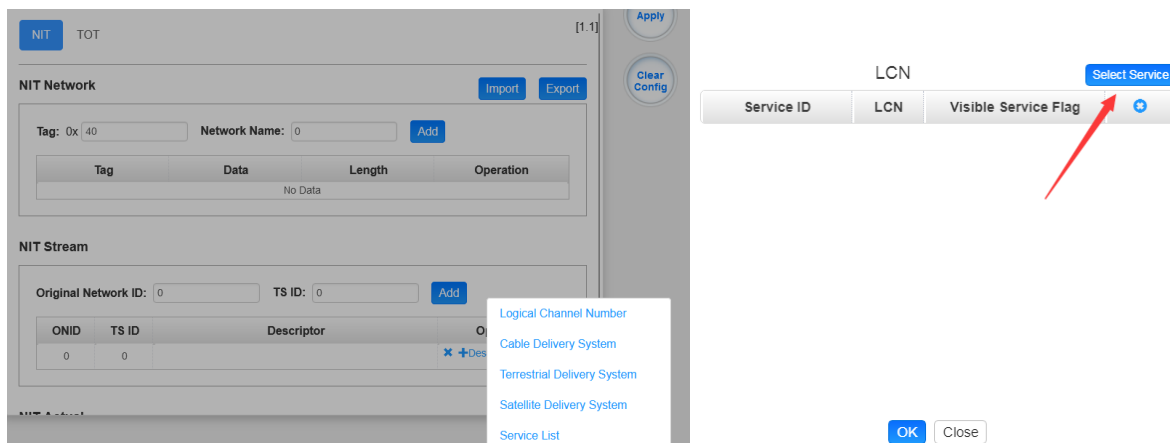 NIT TOT [1.1]
Apply
Clear
Config
NIT Network Import Export
Tag: 0x 40 Network Name: 0 Add
Tag Data Length Operation
No Data
NIT Stream
Original Network ID: 0 TS ID: 0 Add
ONID TS ID Descriptor
0 0
Logical Channel Number
Cable Delivery System
Terrestrial Delivery System
Satellite Delivery System
Service List
LCN Select Service
Service ID LCN Visible Service Flag
OK Close